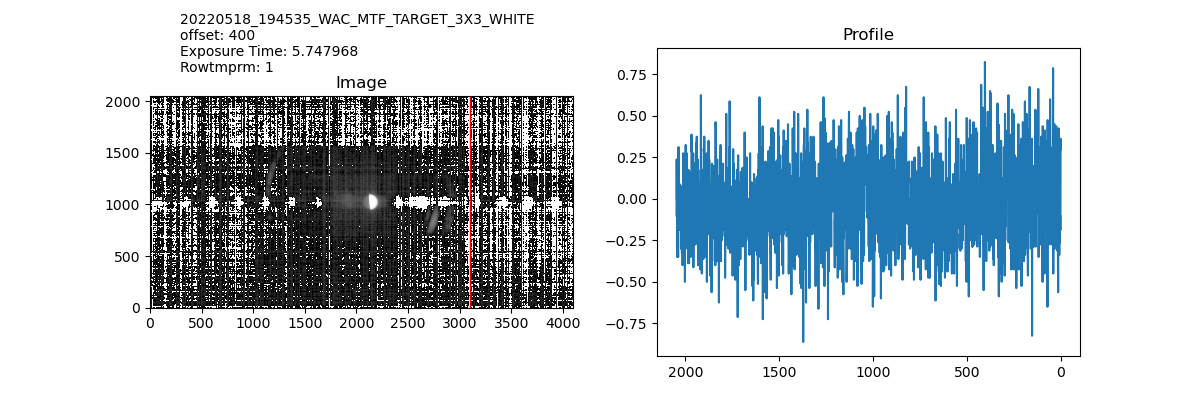 20220518_194535_WAC_MTF_TARGET_3X3_WHITE
offset: 400
Exposure Time: 5.747968
Rowtmprm: 1
Image
2000
1500
1000
500
0
0 500 1000 1500 2000 2500 3000 3500 4000
Profile
0.75
0.50
0.25
0.00
−0.25
−0.50
−0.75
2000 1500 1000 500 0